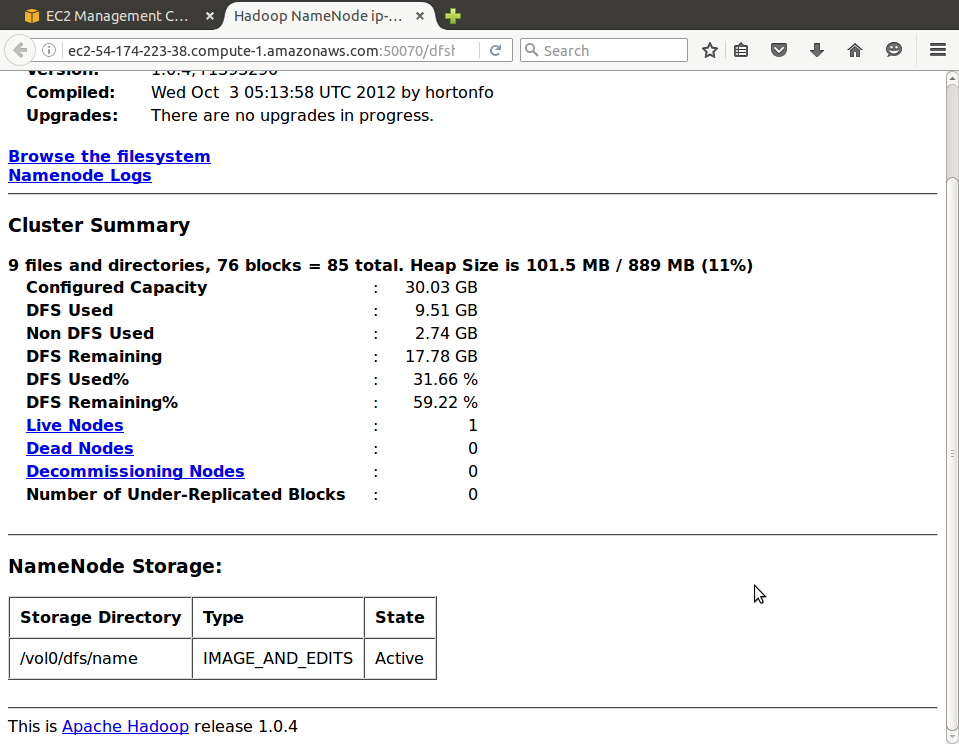 EC2 Management C...
Hadoop NameNode ip-...
ec2-54-174-223-38.compute-1.amazonaws.com:50070/dfsh
Search
Version: 1.0.4, r1393290
Compiled: Wed Oct 3 05:13:58 UTC 2012 by hortonfo
Upgrades: There are no upgrades in progress.
Browse the filesystem
Namenode Logs
Cluster Summary
9 files and directories, 76 blocks = 85 total. Heap Size is 101.5 MB / 889 MB (11%)
Configured Capacity : 30.03 GB
DFS Used : 9.51 GB
Non DFS Used : 2.74 GB
DFS Remaining : 17.78 GB
DFS Used% : 31.66 %
DFS Remaining% : 59.22 %
Live Nodes : 1
Dead Nodes : 0
Decommissioning Nodes : 0
Number of Under-Replicated Blocks : 0
NameNode Storage:
Storage Directory Type State
/vol0/dfs/name IMAGE_AND_EDITS Active
This is Apache Hadoop release 1.0.4